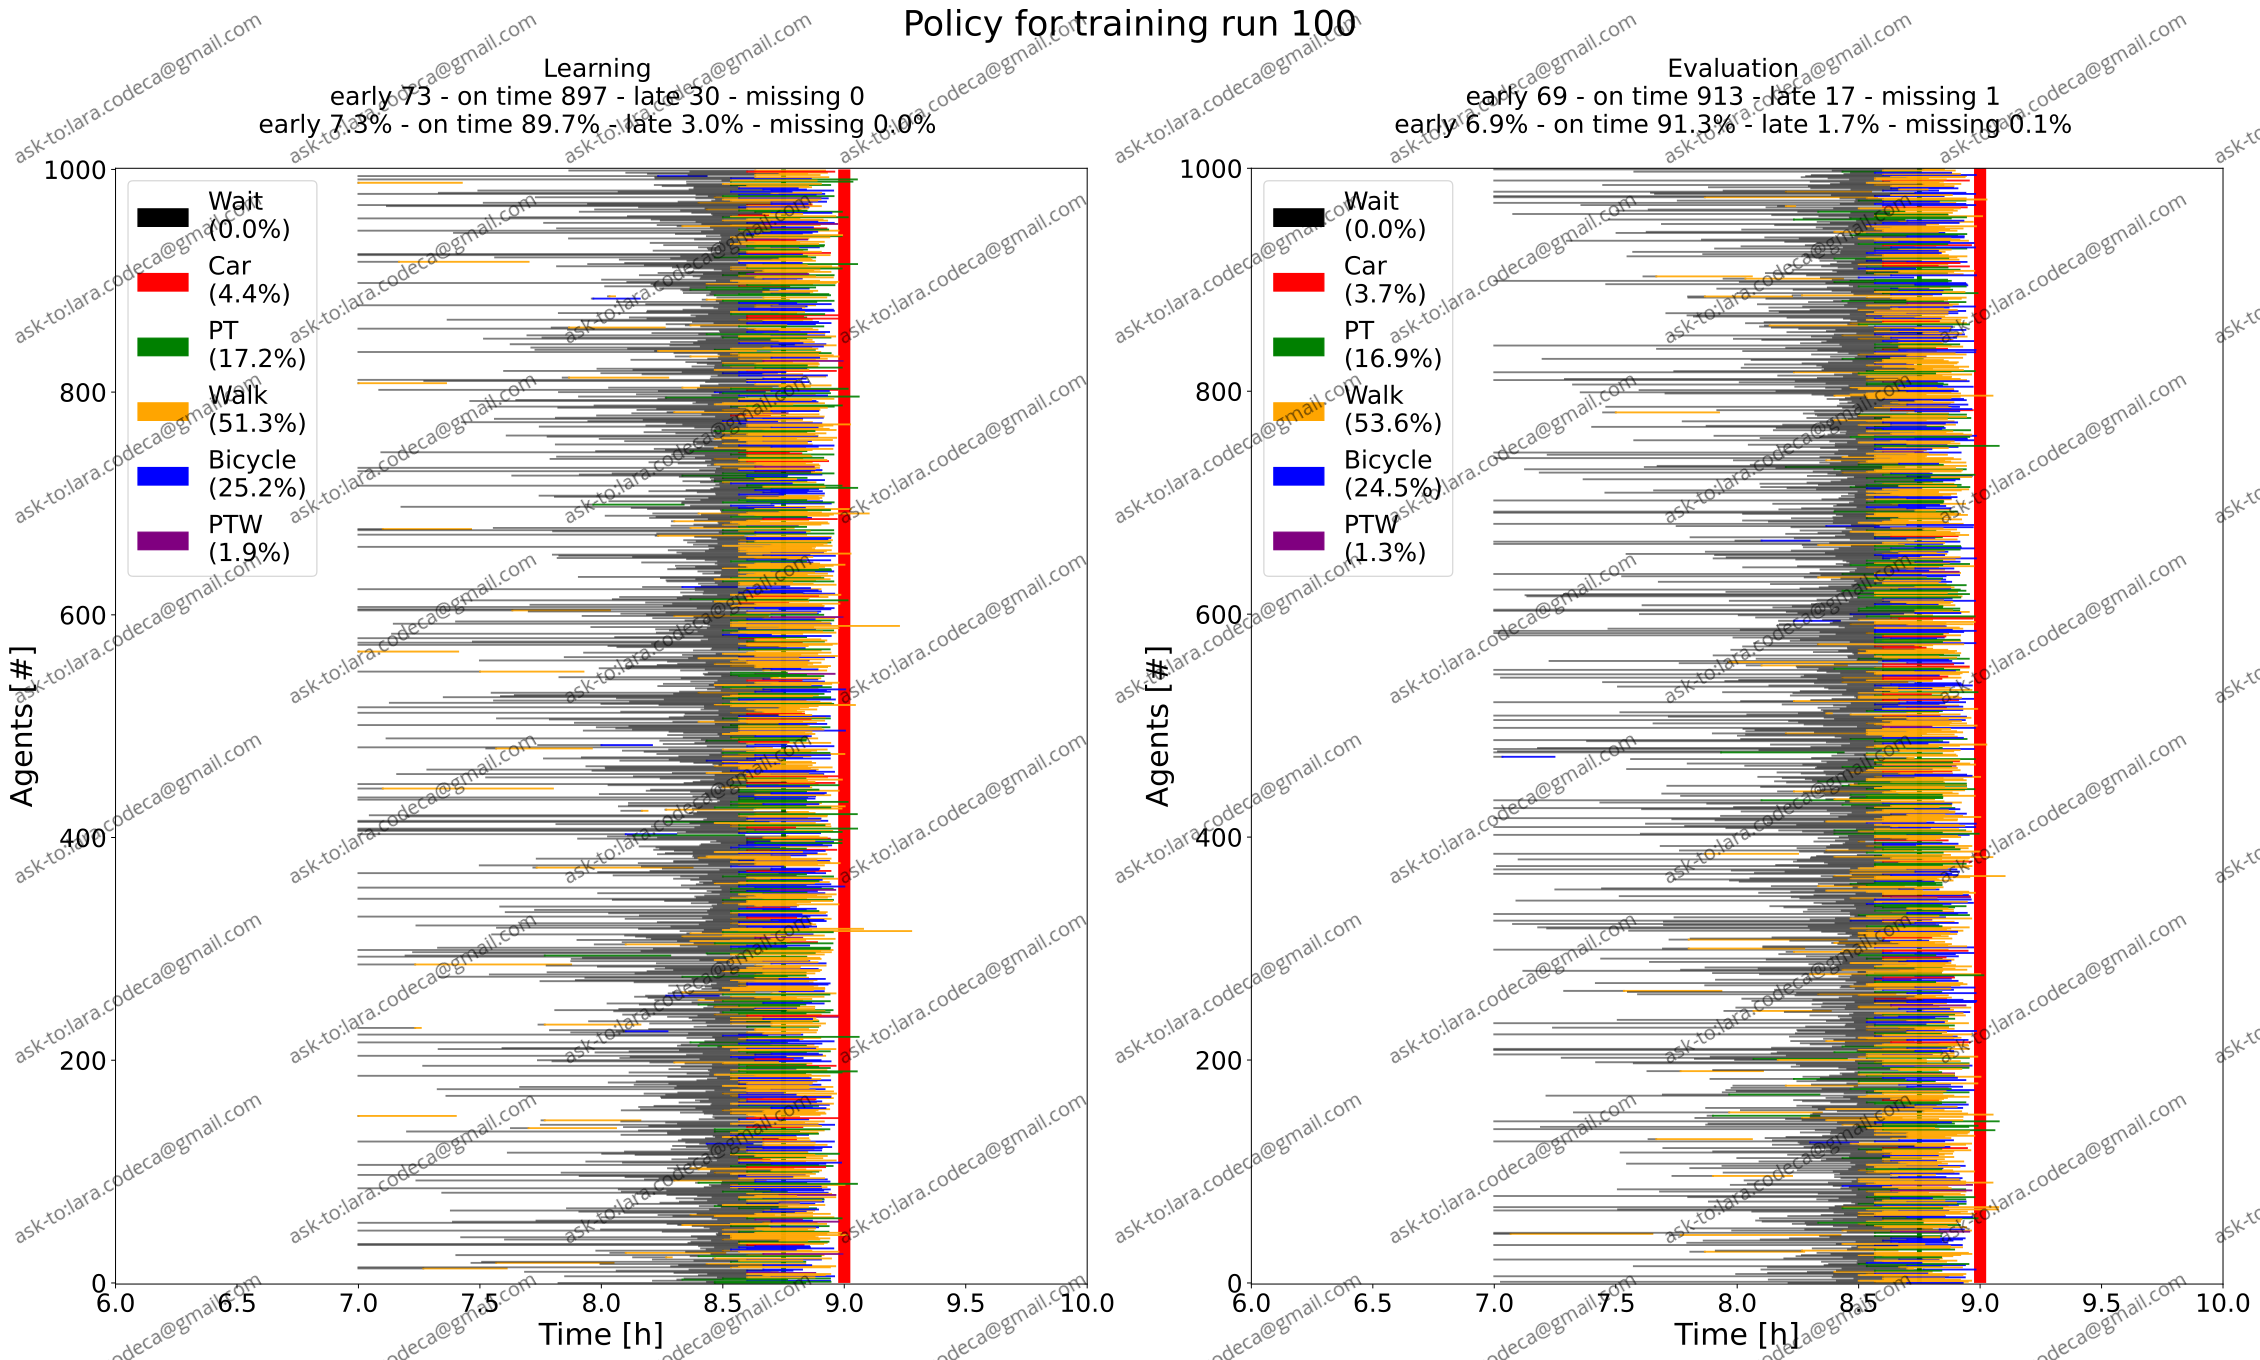 Policy for training run 100
Learning
early 73 - on time 897 - late 30 - missing 0
early 7.3% - on time 89.7% - late 3.0% - missing 0.0%
Agents [#]
1000
800
600
400
200
0
Wait
(0.0%)
Car
(4.4%)
PT
(17.2%)
Walk
(51.3%)
Bicycle
(25.2%)
PTW
(1.9%)
6.0 6.5 7.0 7.5 8.0 8.5 9.0 9.5 10.0
Time [h]
Evaluation
early 69 - on time 913 - late 17 - missing 1
early 6.9% - on time 91.3% - late 1.7% - missing 0.1%
Agents [#]
1000
800
600
400
200
0
Wait
(0.0%)
Car
(3.7%)
PT
(16.9%)
Walk
(53.6%)
Bicycle
(24.5%)
PTW
(1.3%)
6.0 6.5 7.0 7.5 8.0 8.5 9.0 9.5 10.0
Time [h]
ask-to:lara.codeca@gmail.com